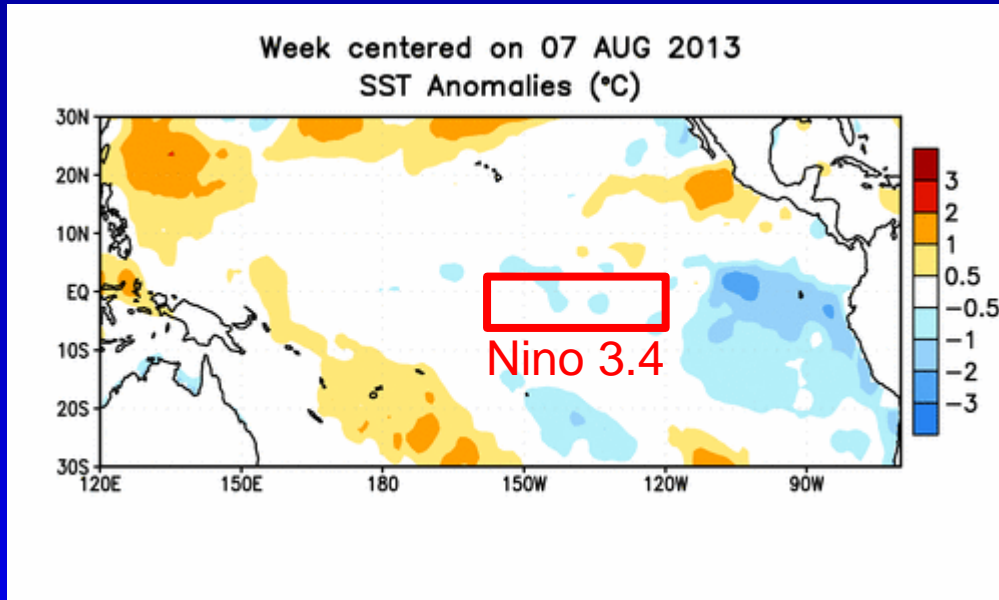 Week centered on 07 AUG 2013
SST Anomalies (°C)
30N
20N
10N
EQ
10S
20S
30S
120E 150E 180 150W 120W 90W
Nino 3.4
3
2
1
0.5
−0.5
−1
−2
−3